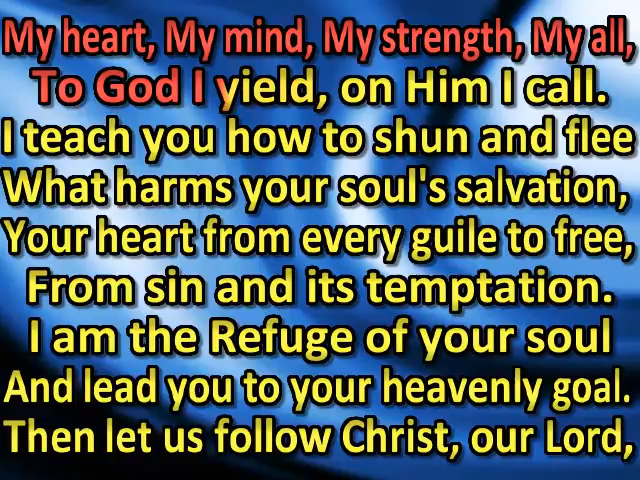 My heart, My mind, My strength, My all,
To God I yield, on Him I call.
I teach you how to shun and flee
What harms your soul's salvation,
Your heart from every guile to free,
From sin and its temptation.
I am the Refuge of your soul
And lead you to your heavenly goal.
Then let us follow Christ, our Lord,